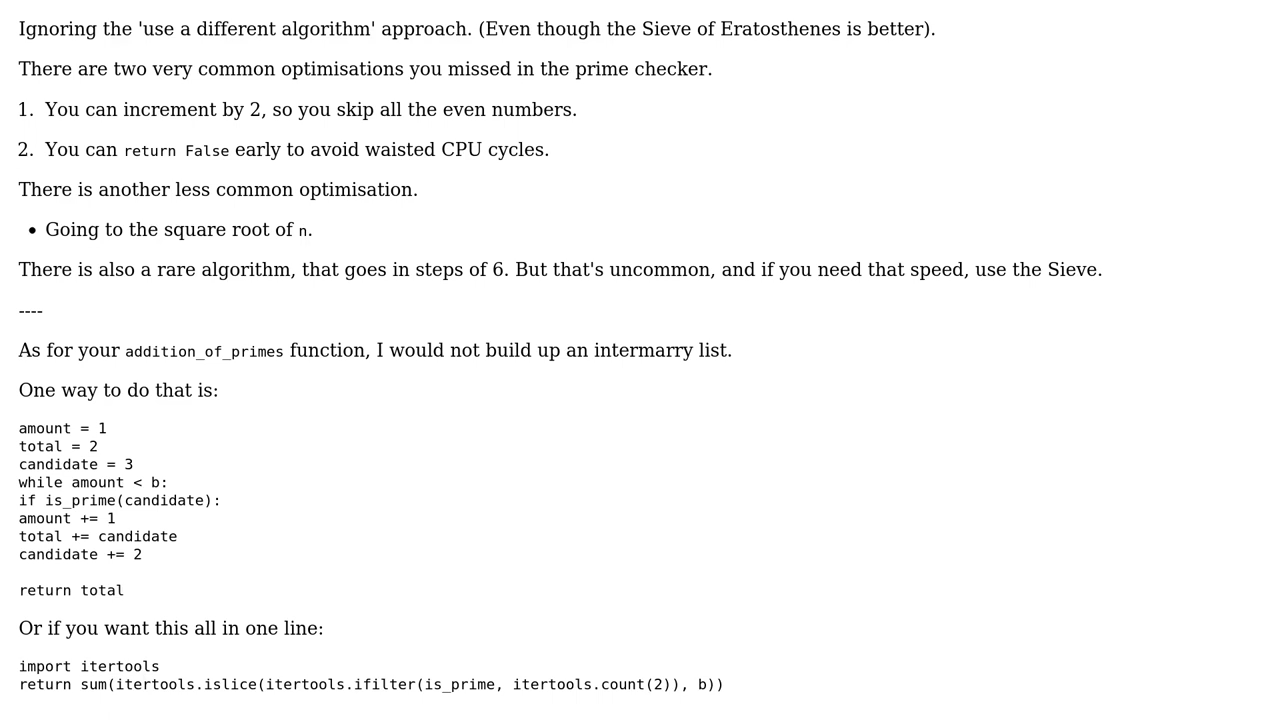 Ignoring the 'use a different algorithm' approach. (Even though the Sieve of Eratosthenes is better).
There are two very common optimisations you missed in the prime checker.
1. You can increment by 2, so you skip all the even numbers.
2. You can return False early to avoid waisted CPU cycles.
There is another less common optimisation.
• Going to the square root of n.
There is also a rare algorithm, that goes in steps of 6. But that's uncommon, and if you need that speed, use the Sieve.
----
As for your addition_of_primes function, I would not build up an intermarry list.
One way to do that is:
amount = 1
total = 2
candidate = 3
while amount < b:
if is_prime(candidate):
amount += 1
total += candidate
candidate += 2
return total
Or if you want this all in one line:
import itertools
return sum(itertools.islice(itertools.ifilter(is_prime, itertools.count(2)), b))